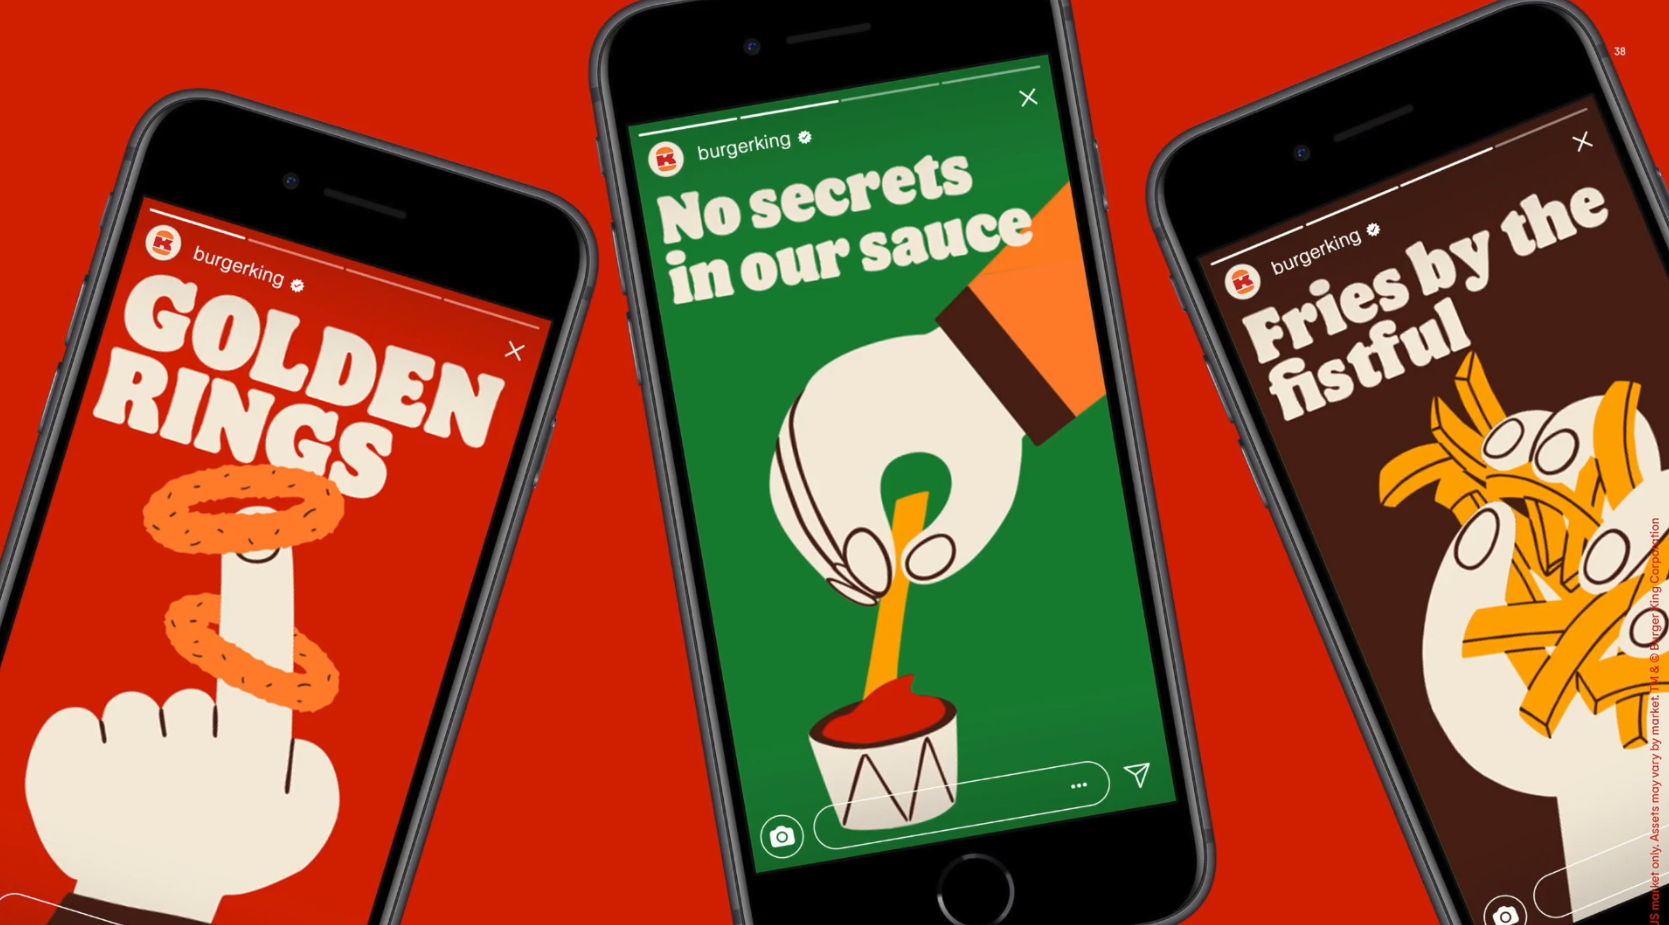 38
burgerking
GOLDEN
RINGS
burgerking
No secrets
in our sauce
burgerking
Fries by the
fistful
US market only. Assets may vary by market. TM & © Burger King Corporation